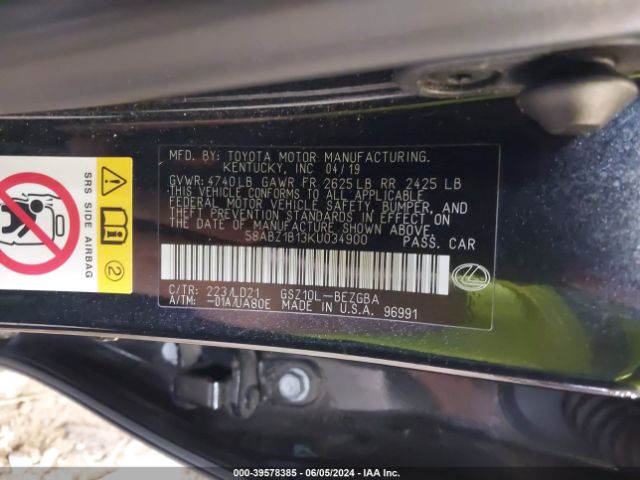 MFD. BY: TOYOTA MOTOR MANUFACTURING.
KENTUCKY, INC 04/19
GVWR: 4740LB GAWR FR 2625LB RR 2425 LB
THIS VEHICLE CONFORMS TO ALL APPLICABLE
FEDERAL MOTOR VEHICLE SAFETY, BUMPER, AND
THEFT PREVENTION STANDARDS IN EFFECT ON
THE DATE OF MANUFACTURE SHOWN ABOVE.
58ABZ1B13KU034900 PASS. CAR
C/TR: 223/LD21 GSZ10L-BEZGBA
A/TM: -01A/UA80E MADE IN U.S.A. 96991
SRS SIDE AIRBAG
2
000-39578385 - 06/05/2024 - IAA Inc.